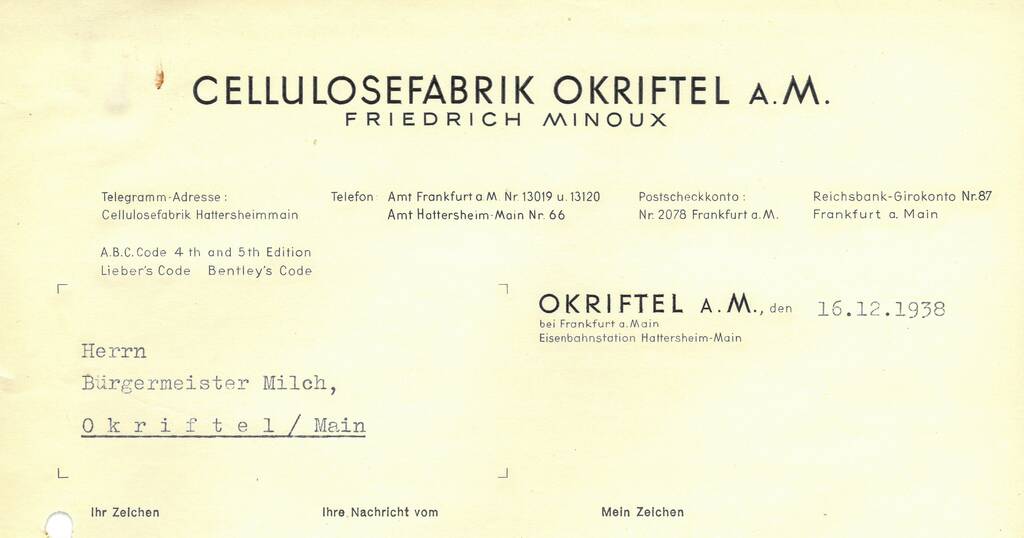 CELLULOSEFABRIK OKRIFTEL A.M.
FRIEDRICH MINOUX
Telegramm-Adresse:
Cellulosefabrik Hattersheimmain
Telefon Amt Frankfurt a M. Nr. 13019 u. 13120
Amt Hattersheim-Main Nr. 66
Postscheckkonto:
Nr. 2078 Frankfurt a.M.
Reichsbank-Girokonto Nr. 87
Frankfurt a. Main
A.B.C. Code 4 th and 5th Edition
Lieber's Code Bentley's Code
OKRIFTEL A.M., den 16.12.1938
bei Frankfurt a. Main
Eisenbahnstation Hattersheim-Main
Herrn
Bürgermeister Milch,
Okriftel/Main
Ihr Zeichen Ihre Nachricht vom Mein Zeichen